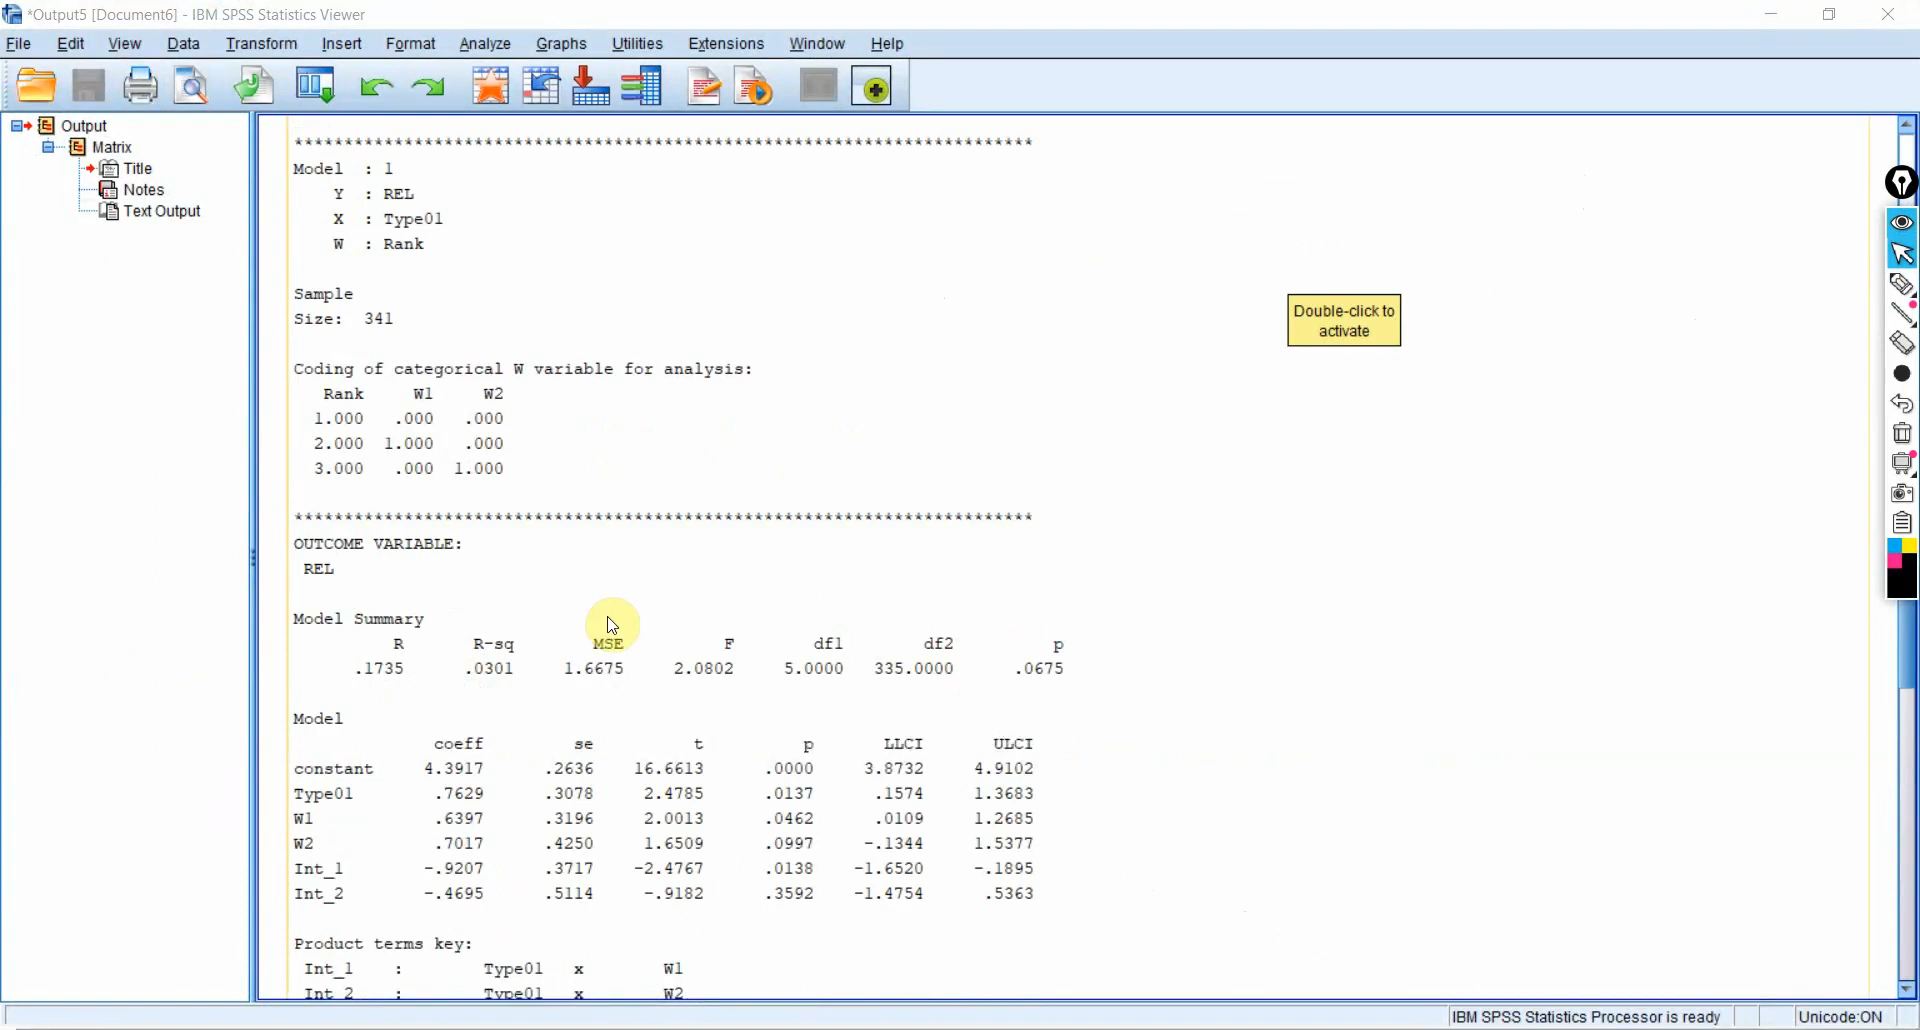 *Output5 [Document6] - IBM SPSS Statistics Viewer
File Edit View Data Transform Insert Format Analyze Graphs Utilities Extensions Window Help
Output
Matrix
Title
Notes
Text Output
**************************************************************************
Model : 1
Y : REL
X : Type01
W : Rank
Sample
Size: 341
Double-click to
activate
Coding of categorical W variable for analysis:
Rank W1 W2
1.000 .000 .000
2.000 1.000 .000
3.000 .000 1.000
**************************************************************************
OUTCOME VARIABLE:
REL
Model Summary
R R-sq MSE F df1 df2 p
.1735 .0301 1.6675 2.0802 5.0000 335.0000 .0675
Model
coeff se t p LLCI ULCI
constant 4.3917 .2636 16.6613 .0000 3.8732 4.9102
Type01 .7629 .3078 2.4785 .0137 .1574 1.3683
W1 .6397 .3196 2.0013 .0462 .0109 1.2685
W2 .7017 .4250 1.6509 .0997 -.1344 1.5377
Int_1 -.9207 .3717 -2.4767 .0138 -1.6520 -.1895
Int_2 -.4695 .5114 -.9182 .3592 -1.4754 .5363
Product terms key:
Int_1 : Type01 x W1
Int_2 : Type01 x W2
IBM SPSS Statistics Processor is ready Unicode:ON